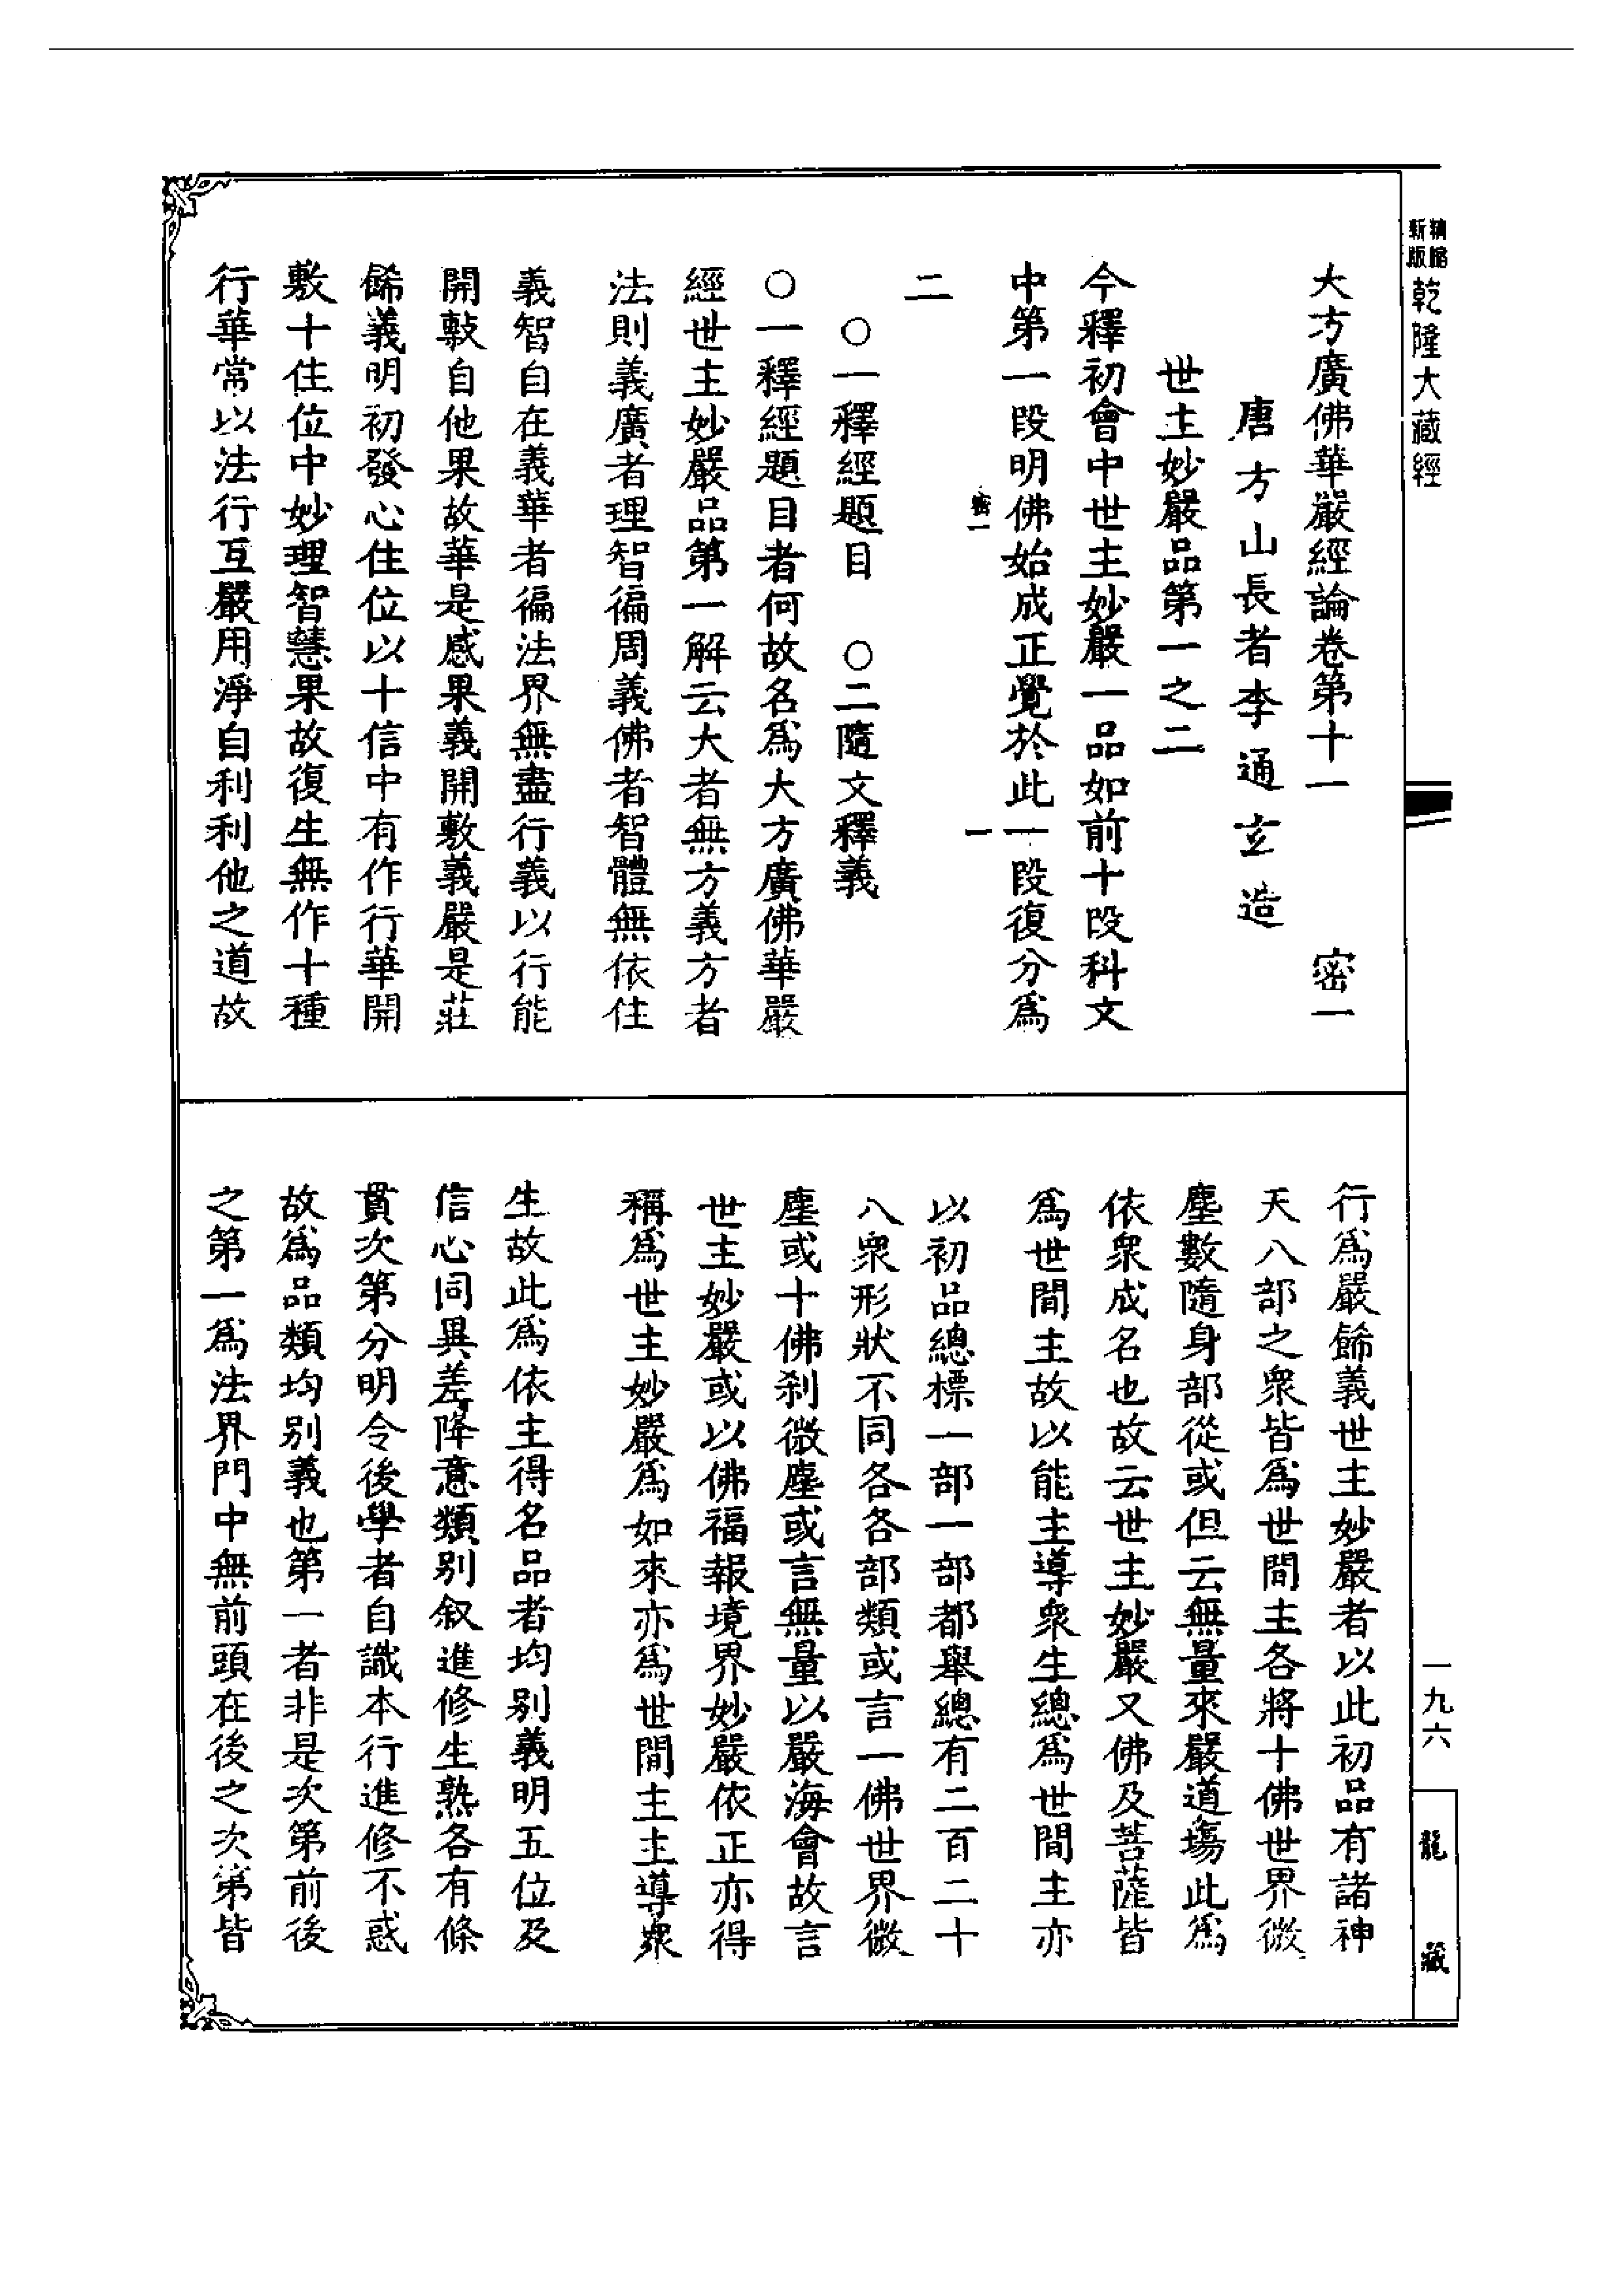 精縮
新版
乾隆大藏經
大方廣佛華嚴經論卷第十一　密一
唐方山長者李通玄造
世主妙嚴品第一之二
今釋初會中世主妙嚴一品如前十段科文
中第一段明佛始成正覺於此一段復分爲
密一　一
二
○一釋經題目　○二隨文釋義
○一釋經題目者何故名爲大方廣佛華嚴
經世主妙嚴品第一解云大者無方義方者
法則義廣者理智徧周義佛者智體無依住
義智自在義華者徧法界無盡行義以行能
開敷自他果故華是感果義開敷義嚴是莊
飾義明初發心住位以十信中有作行華開
敷十住位中妙理智慧果故復生無作十種
行華常以法行互嚴用淨自利利他之道故
行爲嚴飾義世主妙嚴者以此初品有諸神
天八部之衆皆爲世間主各將十佛世界微
塵數隨身部從或但云無量來嚴道場此爲
依衆成名也故云世主妙嚴又佛及菩薩皆
爲世間主故以能主導衆生總爲世間主亦
以初品總標一部一部都舉總有二百二十
八衆形狀不同各各部類或言一佛世界微
塵或十佛刹微塵或言無量以嚴海會故言
世主妙嚴或以佛福報境界妙嚴依正亦得
稱爲世主妙嚴爲如來亦爲世間主主導衆
生故此爲依主得名品者均別義明五位及
信心同異差降意類別叙進修生熟各有條
貫次第分明令後學者自識本行進修不惑
故爲品類均別義也第一者非是次第前後
之第一爲法界門中無前頭在後之次第皆
一九六
龍藏